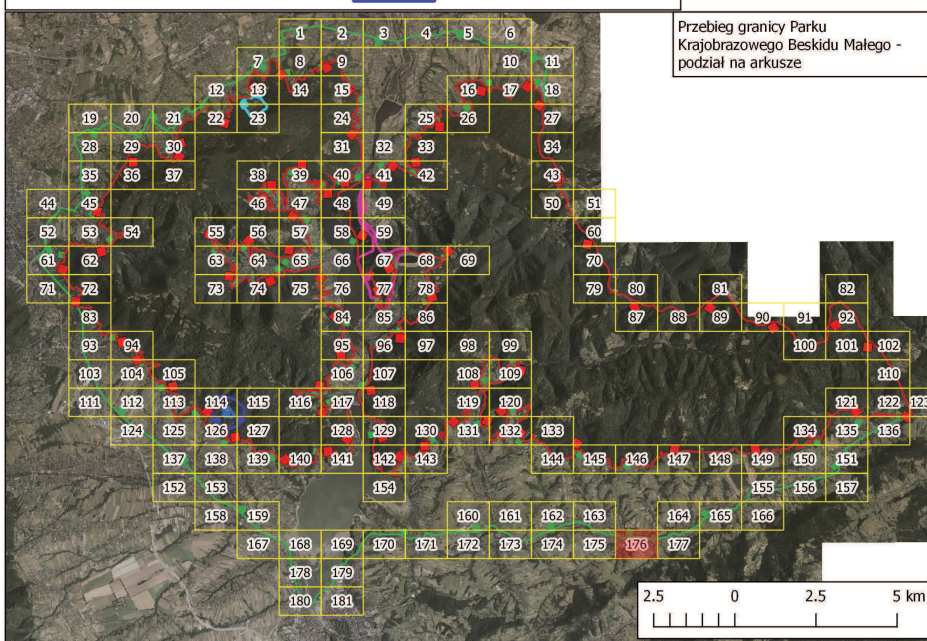 Przebieg granicy Parku
Krajobrazowego Beskidu Małego -
podział na arkusze
1 2 3 4 5 6
7 8 9 10 11
12 13 14 15 16 17 18
19 20 21 22 23 24 25 26 27
28 29 30 31 32 33 34
35 36 37 38 39 40 41 42 43
44 45 46 47 48 49 50 51
52 53 54 55 56 57 58 59 60
61 62 63 64 65 66 67 68 69 70
71 72 73 74 75 76 77 78 79 80 81 82
83 84 85 86 87 88 89 90 91 92
93 94 95 96 97 98 99 100 101 102
103 104 105 106 107 108 109 110
111 112 113 114 115 116 117 118 119 120 121 122 123
124 125 126 127 128 129 130 131 132 133 134 135 136
137 138 139 140 141 142 143 144 145 146 147 148 149 150 151
152 153 154 155 156 157
158 159 160 161 162 163 164 165 166
167 168 169 170 171 172 173 174 175 176 177
178 179
180 181
2.5 0 2.5 5 km